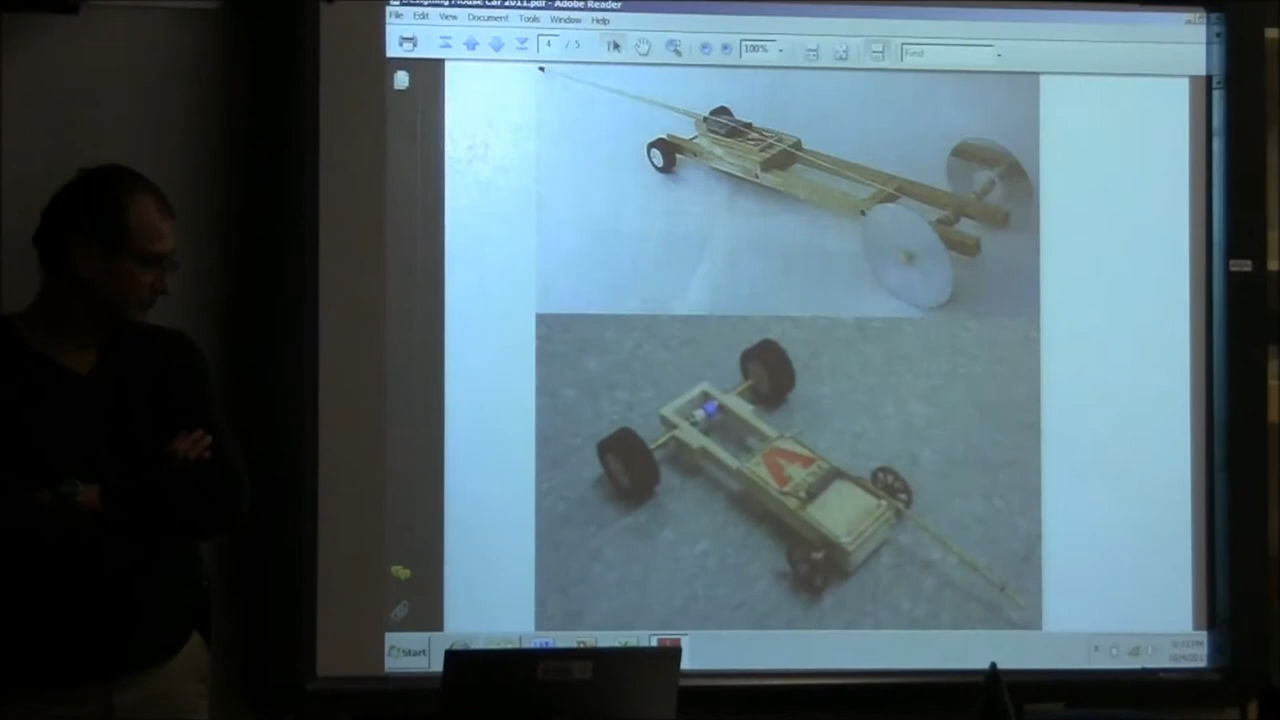 Designing Mouse Car 2011.pdf - Adobe Reader
File Edit View Document Tools Window Help
4 / 5 100% Find
A
Start